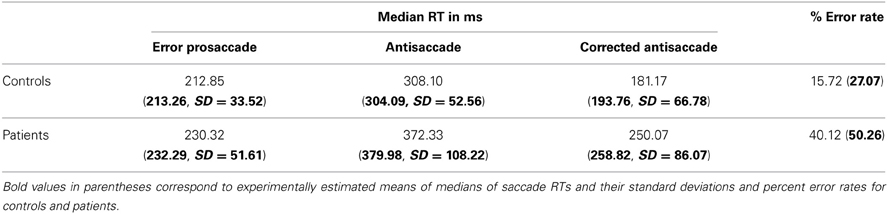 Median RT in ms % Error rate
Error prosaccade Antisaccade Corrected antisaccade
Controls 212.85 308.10 181.17 15.72 (27.07)
(213.26, SD = 33.52) (304.09, SD = 52.56) (193.76, SD = 66.78)
Patients 230.32 372.33 250.07 40.12 (50.26)
(232.29, SD = 51.61) (379.98, SD = 108.22) (258.82, SD = 86.07)
Bold values in parentheses correspond to experimentally estimated means of medians of saccade RTs and their standard deviations and percent error rates for
controls and patients.